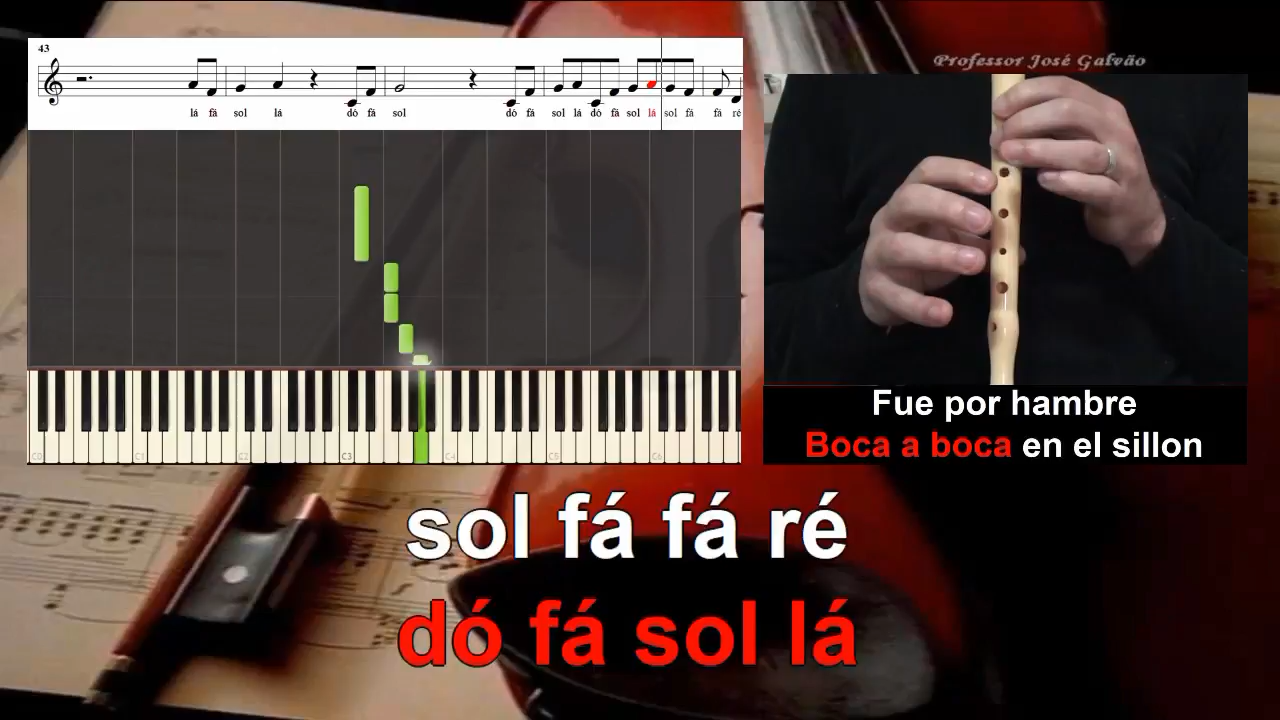 43
Professor José Galvão
lá fá sol lá dó fá sol dó fá sol lá dó fá sol lá sol fá fá ré
C0 C1 C2 C3 C4 C5 C6
Fue por hambre
Boca a boca en el sillon
sol fá fá ré
dó fá sol lá